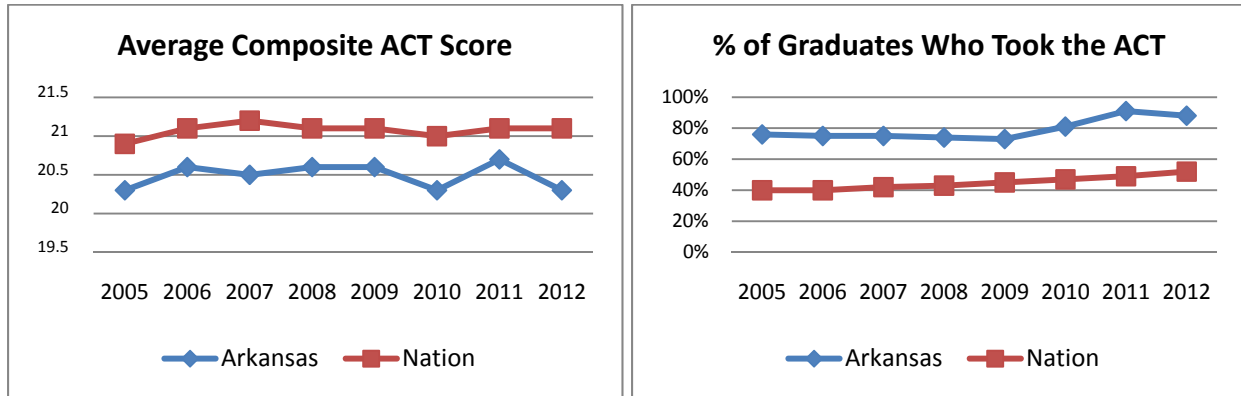 Average Composite ACT Score
21.5
21
20.5
20
19.5
2005 2006 2007 2008 2009 2010 2011 2012
Arkansas Nation
% of Graduates Who Took the ACT
100%
80%
60%
40%
20%
0%
2005 2006 2007 2008 2009 2010 2011 2012
Arkansas Nation